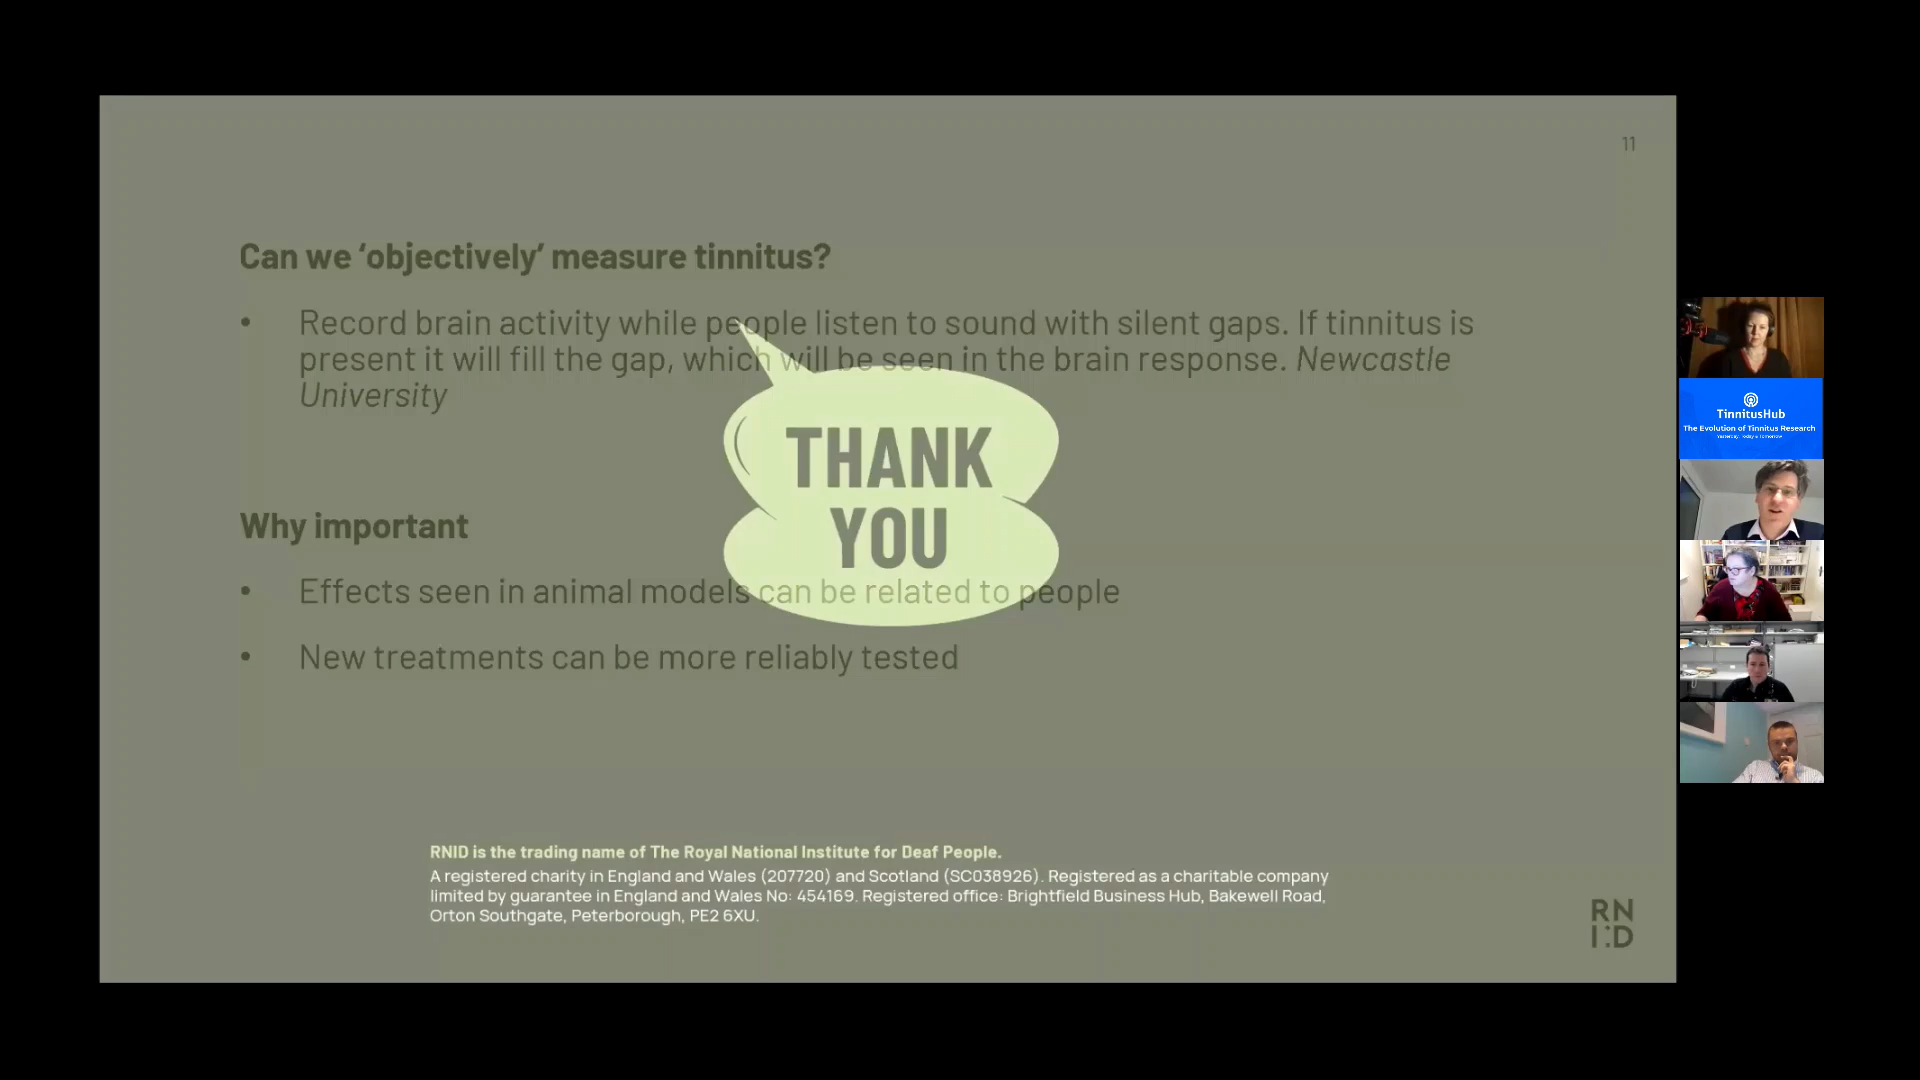 11
Can we ‘objectively’ measure tinnitus?
• Record brain activity while people listen to sound with silent gaps. If tinnitus is
present it will fill the gap, which will be seen in the brain response. Newcastle
University
THANK
YOU
Why important
• Effects seen in animal models can be related to people
• New treatments can be more reliably tested
RNID is the trading name of The Royal National Institute for Deaf People.
A registered charity in England and Wales (207720) and Scotland (SC038926). Registered as a charitable company
limited by guarantee in England and Wales No: 454169. Registered office: Brightfield Business Hub, Bakewell Road,
Orton Southgate, Peterborough, PE2 6XU.
RN
I:D
TinnitusHub
The Evolution of Tinnitus Research
Yesterday, Today & Tomorrow